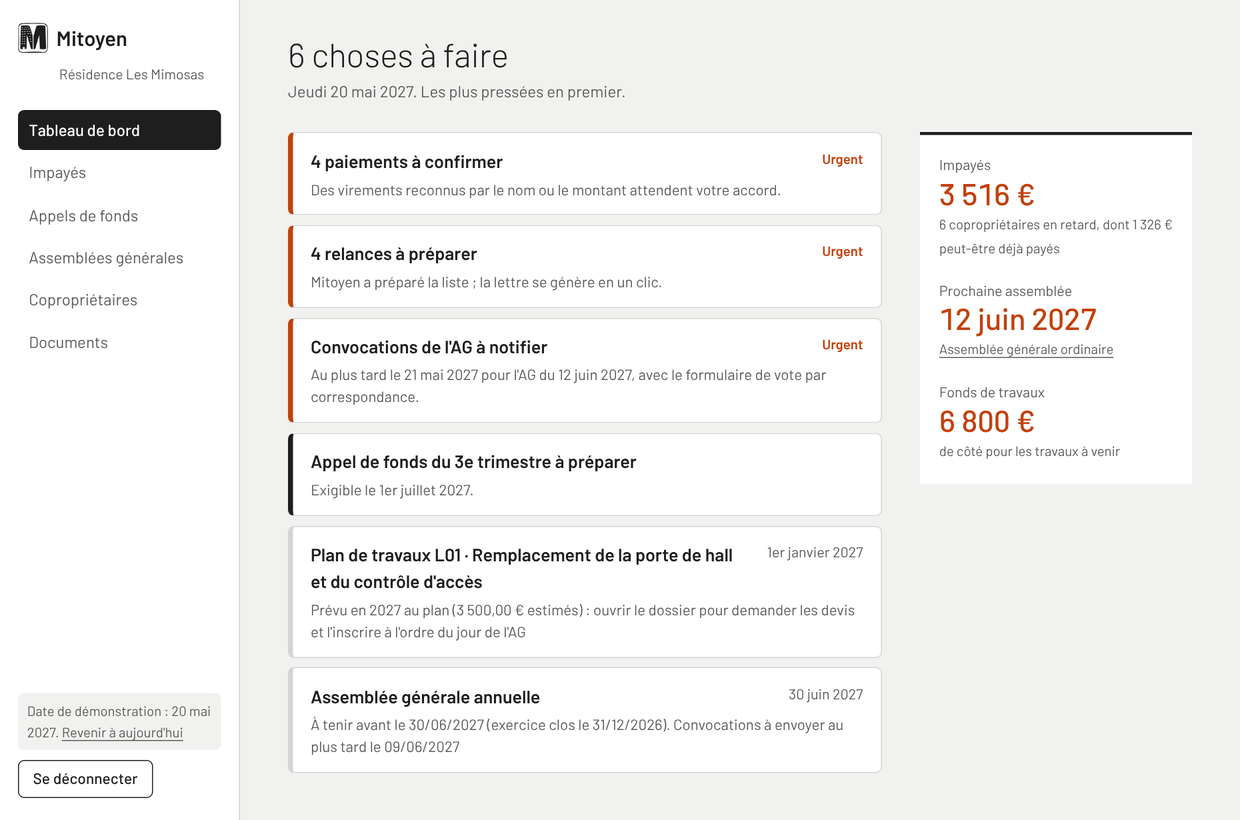 M Mitoyen
Résidence Les Mimosas
Tableau de bord
Impayés
Appels de fonds
Assemblées générales
Copropriétaires
Documents
Date de démonstration : 20 mai
2027. Revenir à aujourd'hui
Se déconnecter
6 choses à faire
Jeudi 20 mai 2027. Les plus pressées en premier.
4 paiements à confirmer
Urgent
Des virements reconnus par le nom ou le montant attendent votre accord.
4 relances à préparer
Urgent
Mitoyen a préparé la liste ; la lettre se génère en un clic.
Convocations de l'AG à notifier
Urgent
Au plus tard le 21 mai 2027 pour l'AG du 12 juin 2027, avec le formulaire de vote par
correspondance.
Appel de fonds du 3e trimestre à préparer
Exigible le 1er juillet 2027.
Plan de travaux L01 · Remplacement de la porte de hall
et du contrôle d'accès
1er janvier 2027
Prévu en 2027 au plan (3 500,00 € estimés) : ouvrir le dossier pour demander les devis
et l'inscrire à l'ordre du jour de l'AG
Assemblée générale annuelle
30 juin 2027
À tenir avant le 30/06/2027 (exercice clos le 31/12/2026). Convocations à envoyer au
plus tard le 09/06/2027
Impayés
3 516 €
6 copropriétaires en retard, dont 1 326 €
peut-être déjà payés
Prochaine assemblée
12 juin 2027
Assemblée générale ordinaire
Fonds de travaux
6 800 €
de côté pour les travaux à venir